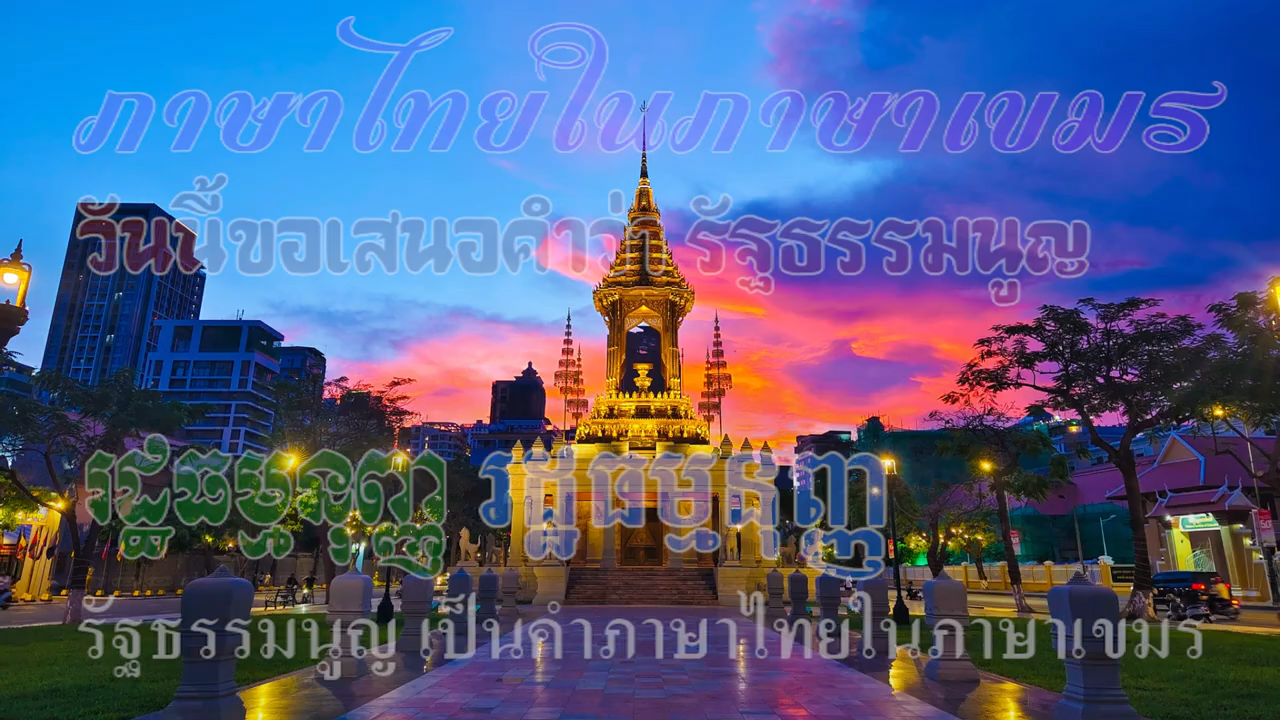 ภาษาไทยในภาษาเขมร
วันนี้ขอเสนอคำว่า รัฐธรรมนูญ
រដ្ឋធម្មនុញ្ញ រដ្ឋធម្មនុញ្ញ
รัฐธรรมนูญ เป็นคำภาษาไทยในภาษาเขมร